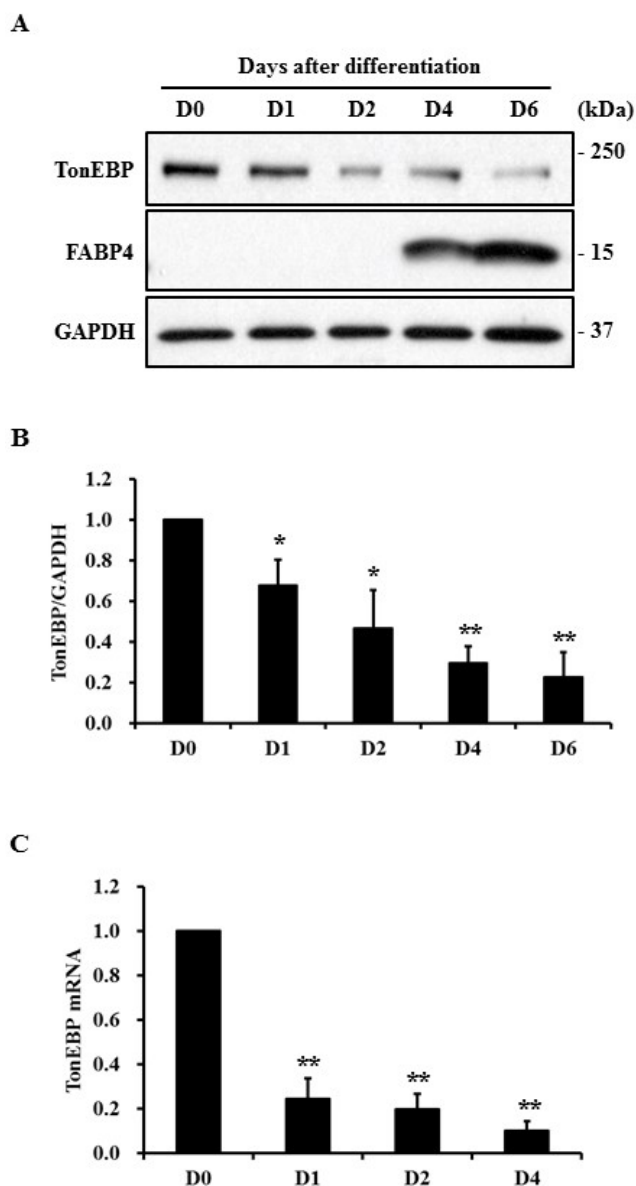 A
Days after differentiation
D0 D1 D2 D4 D6 (kDa)
TonEBP - 250
FABP4 - 15
GAPDH - 37
B
TonEBP/GAPDH
1.2
1.0
0.8
0.6
0.4
0.2
0.0
* * ** **
D0 D1 D2 D4 D6
C
TonEBP mRNA
1.2
1.0
0.8
0.6
0.4
0.2
0.0
** ** **
D0 D1 D2 D4